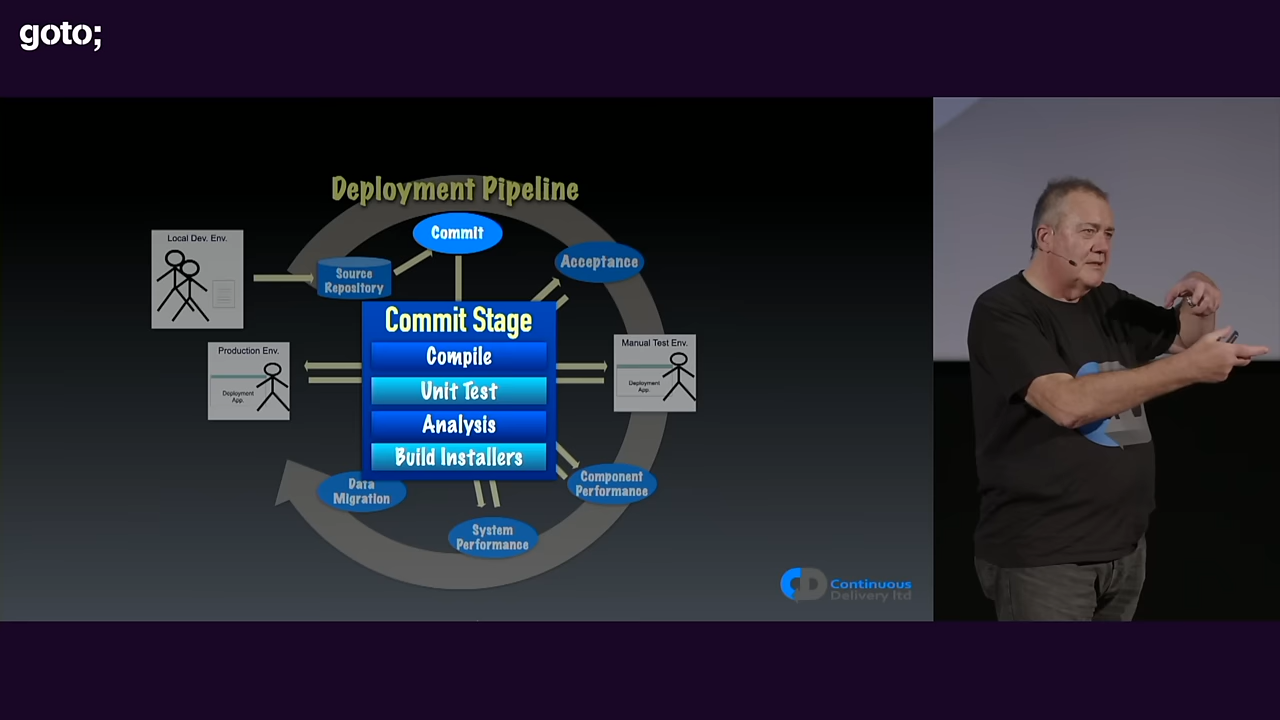 goto;
Deployment Pipeline
Local Dev. Env.
Commit
Source
Repository
Acceptance
Commit Stage
Compile
Unit Test
Analysis
Build Installers
Production Env.
Deployment
App.
Manual Test Env.
Deployment
App.
Data
Migration
Component
Performance
System
Performance
CD Continuous
Delivery ltd